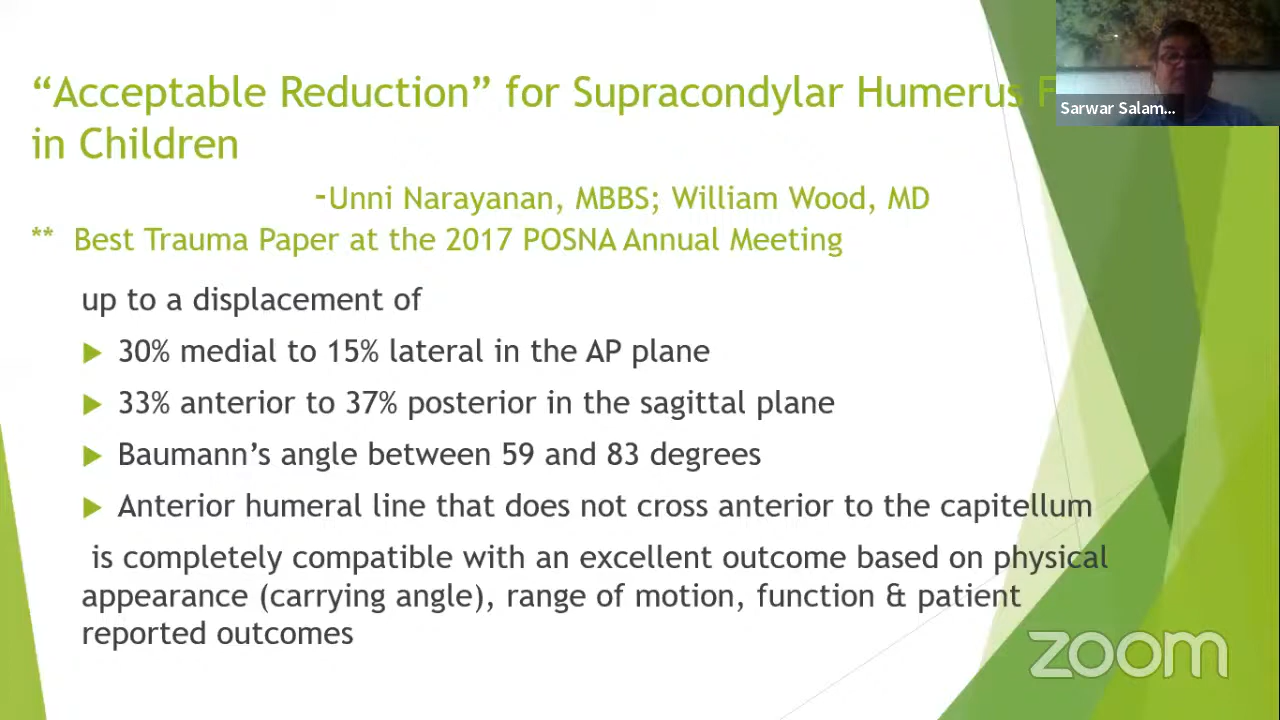 “Acceptable Reduction” for Supracondylar Humerus F
in Children
-Unni Narayanan, MBBS; William Wood, MD
** Best Trauma Paper at the 2017 POSNA Annual Meeting
up to a displacement of
30% medial to 15% lateral in the AP plane
33% anterior to 37% posterior in the sagittal plane
Baumann’s angle between 59 and 83 degrees
Anterior humeral line that does not cross anterior to the capitellum
is completely compatible with an excellent outcome based on physical
appearance (carrying angle), range of motion, function & patient
reported outcomes
Sarwar Salam...
zoom